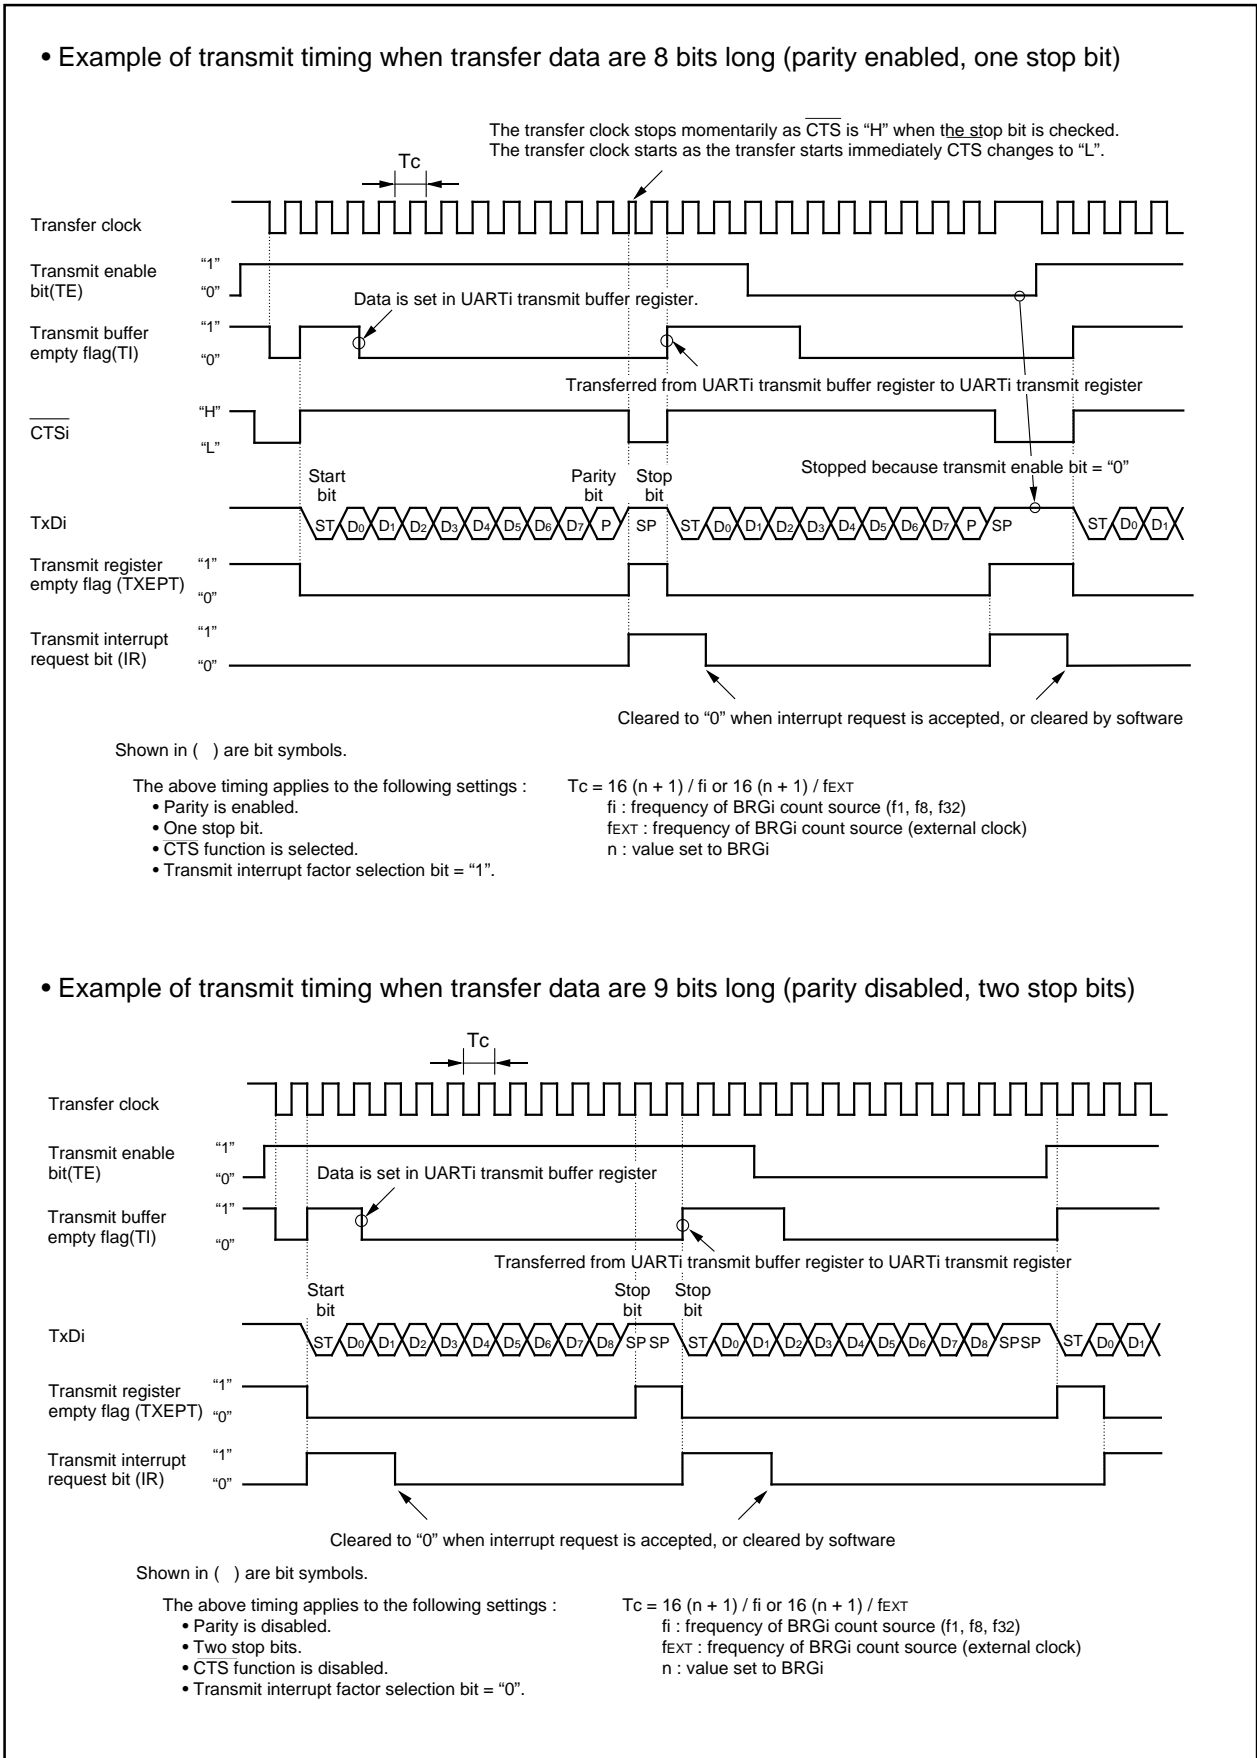 • Example of transmit timing when transfer data are 8 bits long (parity enabled, one stop bit)
The transfer clock stops momentarily as CTS is “H” when the stop bit is checked.
The transfer clock starts as the transfer starts immediately CTS changes to “L”.
Tc
Transfer clock
Transmit enable
bit(TE)
“1”
“0”
Data is set in UARTi transmit buffer register.
Transmit buffer
empty flag(TI)
“1”
“0”
Transferred from UARTi transmit buffer register to UARTi transmit register
CTSi
“H”
“L”
Stopped because transmit enable bit = “0”
Start
bit
Parity
bit
Stop
bit
TxDi
ST D0 D1 D2 D3 D4 D5 D6 D7 P SP ST D0 D1 D2 D3 D4 D5 D6 D7 P SP ST D0 D1
Transmit register
empty flag (TXEPT)
“1”
“0”
Transmit interrupt
request bit (IR)
“1”
“0”
Cleared to “0” when interrupt request is accepted, or cleared by software
Shown in ( ) are bit symbols.
The above timing applies to the following settings :
• Parity is enabled.
• One stop bit.
• CTS function is selected.
• Transmit interrupt factor selection bit = “1”.
Tc = 16 (n + 1) / fi or 16 (n + 1) / fEXT
fi : frequency of BRGi count source (f1, f8, f32)
fEXT : frequency of BRGi count source (external clock)
n : value set to BRGi
• Example of transmit timing when transfer data are 9 bits long (parity disabled, two stop bits)
Tc
Transfer clock
Transmit enable
bit(TE)
“1”
“0”
Data is set in UARTi transmit buffer register
Transmit buffer
empty flag(TI)
“1”
“0”
Transferred from UARTi transmit buffer register to UARTi transmit register
Start
bit
Stop
bit
Stop
bit
TxDi
ST D0 D1 D2 D3 D4 D5 D6 D7 D8 SP SP ST D0 D1 D2 D3 D4 D5 D6 D7 D8 SPSP ST D0 D1
Transmit register
empty flag (TXEPT)
“1”
“0”
Transmit interrupt
request bit (IR)
“1”
“0”
Cleared to “0” when interrupt request is accepted, or cleared by software
Shown in ( ) are bit symbols.
The above timing applies to the following settings :
• Parity is disabled.
• Two stop bits.
• CTS function is disabled.
• Transmit interrupt factor selection bit = “0”.
Tc = 16 (n + 1) / fi or 16 (n + 1) / fEXT
fi : frequency of BRGi count source (f1, f8, f32)
fEXT : frequency of BRGi count source (external clock)
n : value set to BRGi